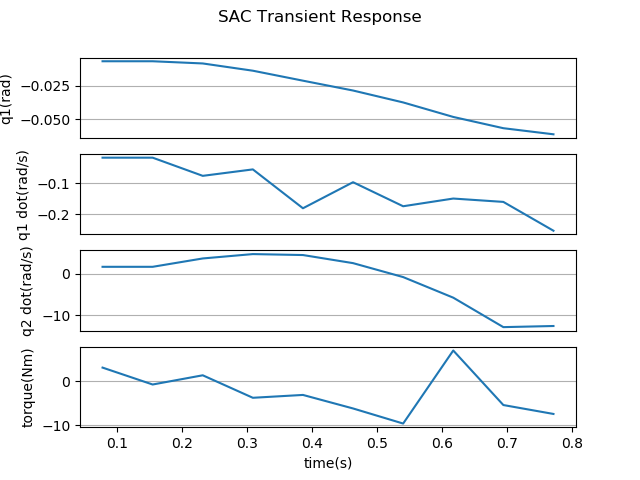 SAC Transient Response
q1(rad)
−0.025
−0.050
q1 dot(rad/s)
−0.1
−0.2
q2 dot(rad/s)
0
−10
torque(Nm)
0
−10
0.1 0.2 0.3 0.4 0.5 0.6 0.7 0.8
time(s)